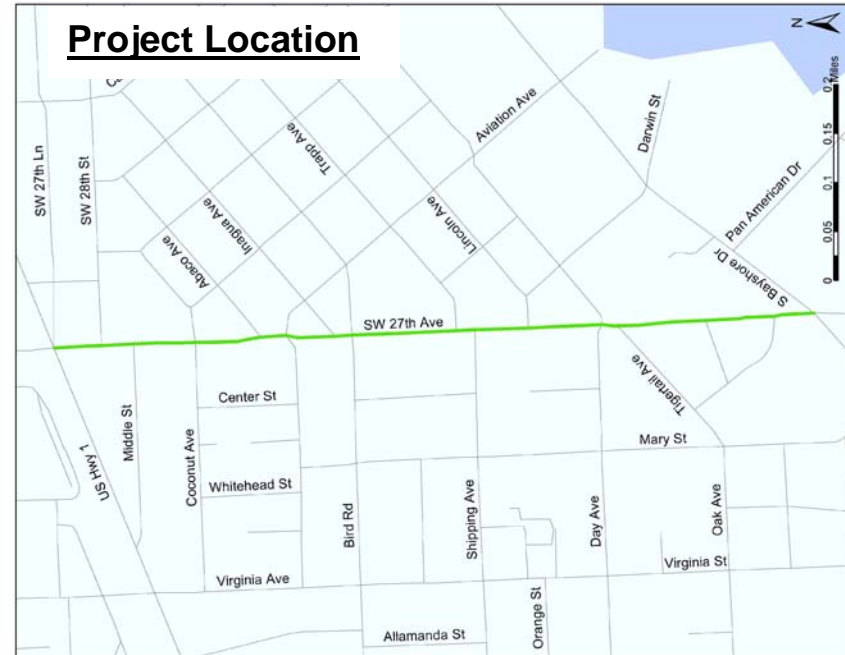 Project Location
N
0.2 Miles
0.15
0.1
0.05
0
SW 27th Ln
SW 28th St
Trapp Ave
Aviation Ave
Darwin St
Pan American Dr
Inagua Ave
Abaco Ave
Lincoln Ave
S Bayshore Dr
SW 27th Ave
US Hwy 1
Middle St
Coconut Ave
Center St
Whitehead St
Virginia Ave
Bird Rd
Shipping Ave
Day Ave
Tigertail Ave
Mary St
Oak Ave
Virginia St
Orange St
Allamanda St